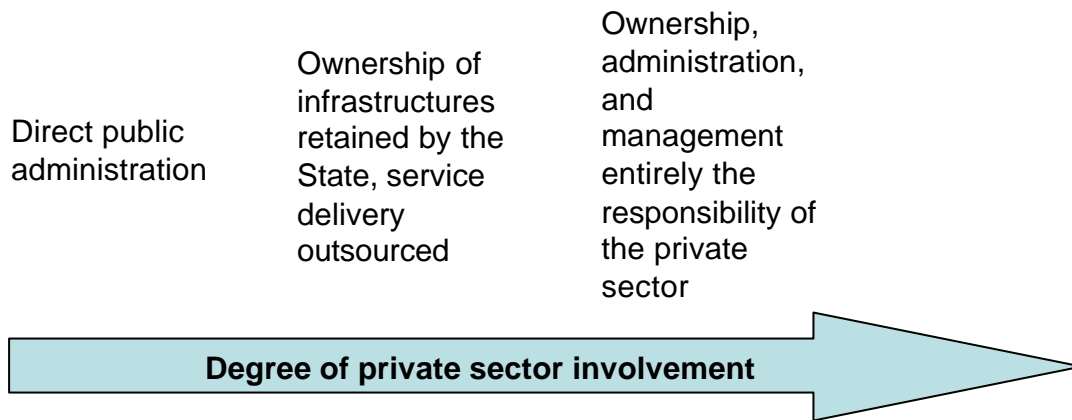 Direct public
administration
Ownership of
infrastructures
retained by the
State, service
delivery
outsourced
Ownership,
administration,
and
management
entirely the
responsibility of
the private
sector
Degree of private sector involvement